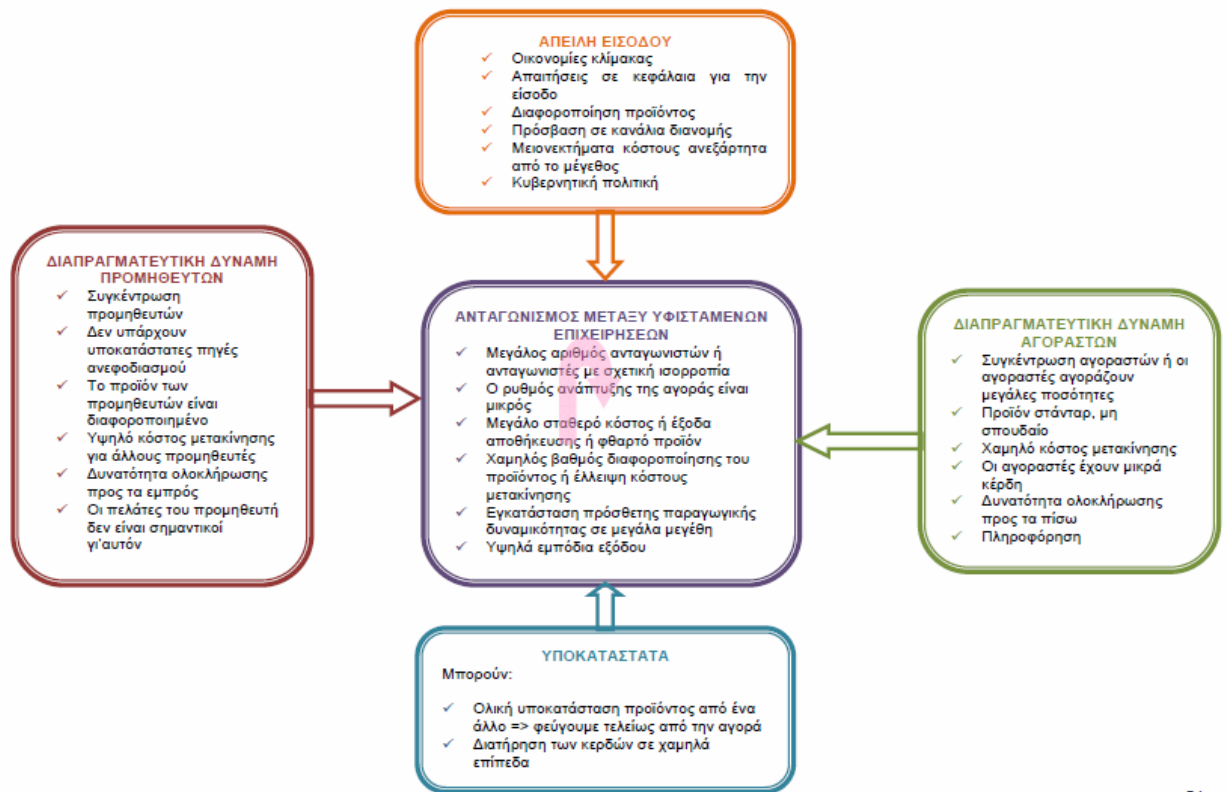 ΑΠΕΙΛΗ ΕΙΣΟΔΟΥ
✓ Οικονομίες κλίμακας
✓ Απαιτήσεις σε κεφάλαια για την
είσοδο
✓ Διαφοροποίηση προϊόντος
✓ Πρόσβαση σε κανάλια διανομής
✓ Μειονεκτήματα κόστους ανεξάρτητα
από το μέγεθος
✓ Κυβερνητική πολιτική
ΔΙΑΠΡΑΓΜΑΤΕΥΤΙΚΗ ΔΥΝΑΜΗ
ΠΡΟΜΗΘΕΥΤΩΝ
✓ Συγκέντρωση
προμηθευτών
✓ Δεν υπάρχουν
υποκατάστατες πηγές
ανεφοδιασμού
✓ Το προϊόν των
προμηθευτών είναι
διαφοροποιημένο
✓ Υψηλό κόστος μετακίνησης
για άλλους προμηθευτές
✓ Δυνατότητα ολοκλήρωσης
προς τα εμπρός
✓ Οι πελάτες του προμηθευτή
δεν είναι σημαντικοί
γι'αυτόν
ΑΝΤΑΓΩΝΙΣΜΟΣ ΜΕΤΑΞΥ ΥΦΙΣΤΑΜΕΝΩΝ
ΕΠΙΧΕΙΡΗΣΕΩΝ
✓ Μεγάλος αριθμός ανταγωνιστών ή
ανταγωνιστές με σχετική ισορροπία
✓ Ο ρυθμός ανάπτυξης της αγοράς είναι
μικρός
✓ Μεγάλο σταθερό κόστος ή έξοδα
αποθήκευσης ή φθαρτό προϊόν
✓ Χαμηλός βαθμός διαφοροποίησης του
προϊόντος ή έλλειψη κόστους
μετακίνησης
✓ Εγκατάσταση πρόσθετης παραγωγικής
δυναμικότητας σε μεγάλα μεγέθη
✓ Υψηλά εμπόδια εξόδου
ΔΙΑΠΡΑΓΜΑΤΕΥΤΙΚΗ ΔΥΝΑΜΗ
ΑΓΟΡΑΣΤΩΝ
✓ Συγκέντρωση αγοραστών ή οι
αγοραστές αγοράζουν
μεγάλες ποσότητες
✓ Προϊόν στάνταρ, μη
σπουδαίο
✓ Χαμηλό κόστος μετακίνησης
✓ Οι αγοραστές έχουν μικρά
κέρδη
✓ Δυνατότητα ολοκλήρωσης
προς τα πίσω
✓ Πληροφόρηση
ΥΠΟΚΑΤΑΣΤΑΤΑ
Μπορούν:
✓ Ολική υποκατάσταση προϊόντος από ένα
άλλο => φεύγουμε τελείως από την αγορά
✓ Διατήρηση των κερδών σε χαμηλά
επίπεδα